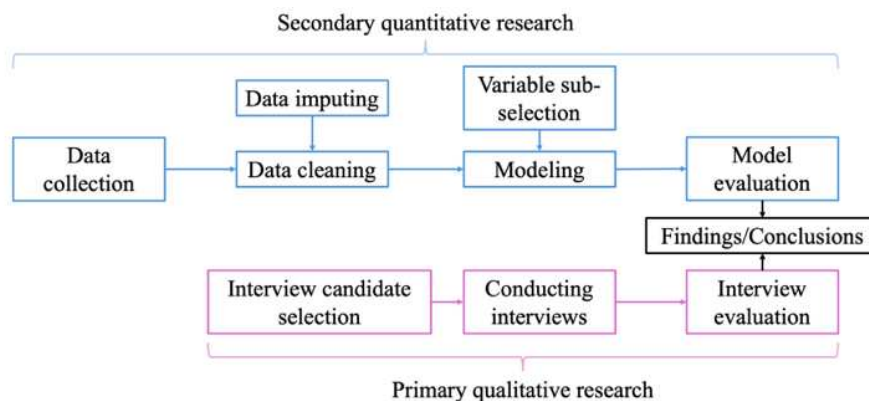 Secondary quantitative research
Data imputing
Variable sub-
selection
Data
collection
Data cleaning
Modeling
Model
evaluation
Findings/Conclusions
Interview candidate
selection
Conducting
interviews
Interview
evaluation
Primary qualitative research